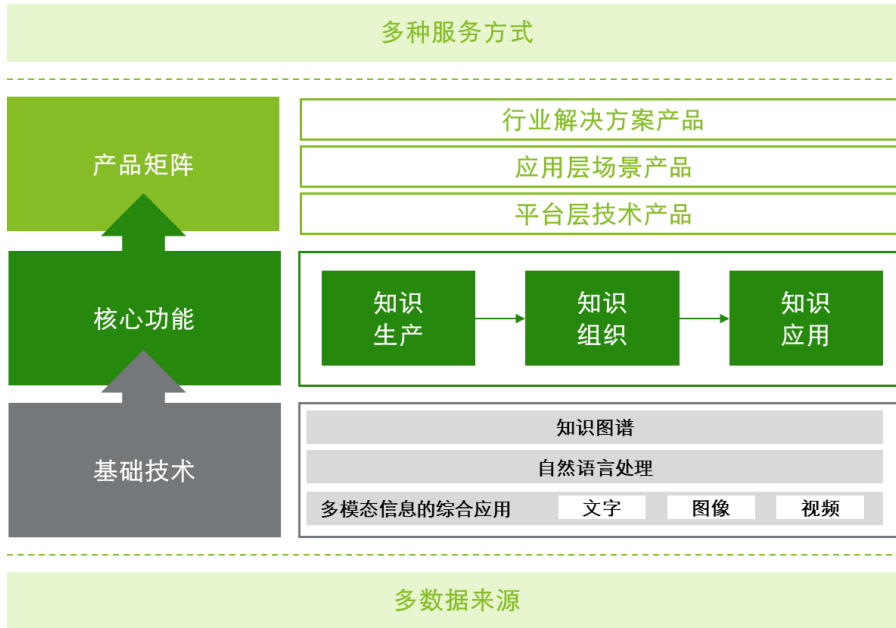 多种服务方式
产品矩阵
行业解决方案产品
应用层场景产品
平台层技术产品
核心功能
知识
生产
知识
组织
知识
应用
基础技术
知识图谱
自然语言处理
多模态信息的综合应用 文字 图像 视频
多数据来源